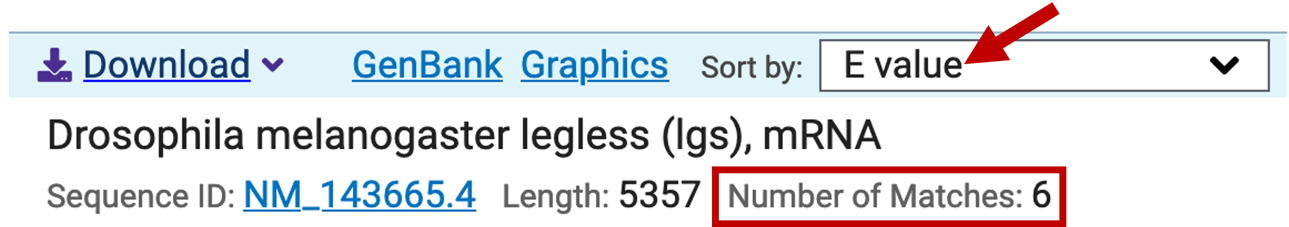 Download GenBank Graphics Sort by: E value
Drosophila melanogaster legless (lgs), mRNA
Sequence ID: NM_143665.4 Length: 5357 Number of Matches: 6